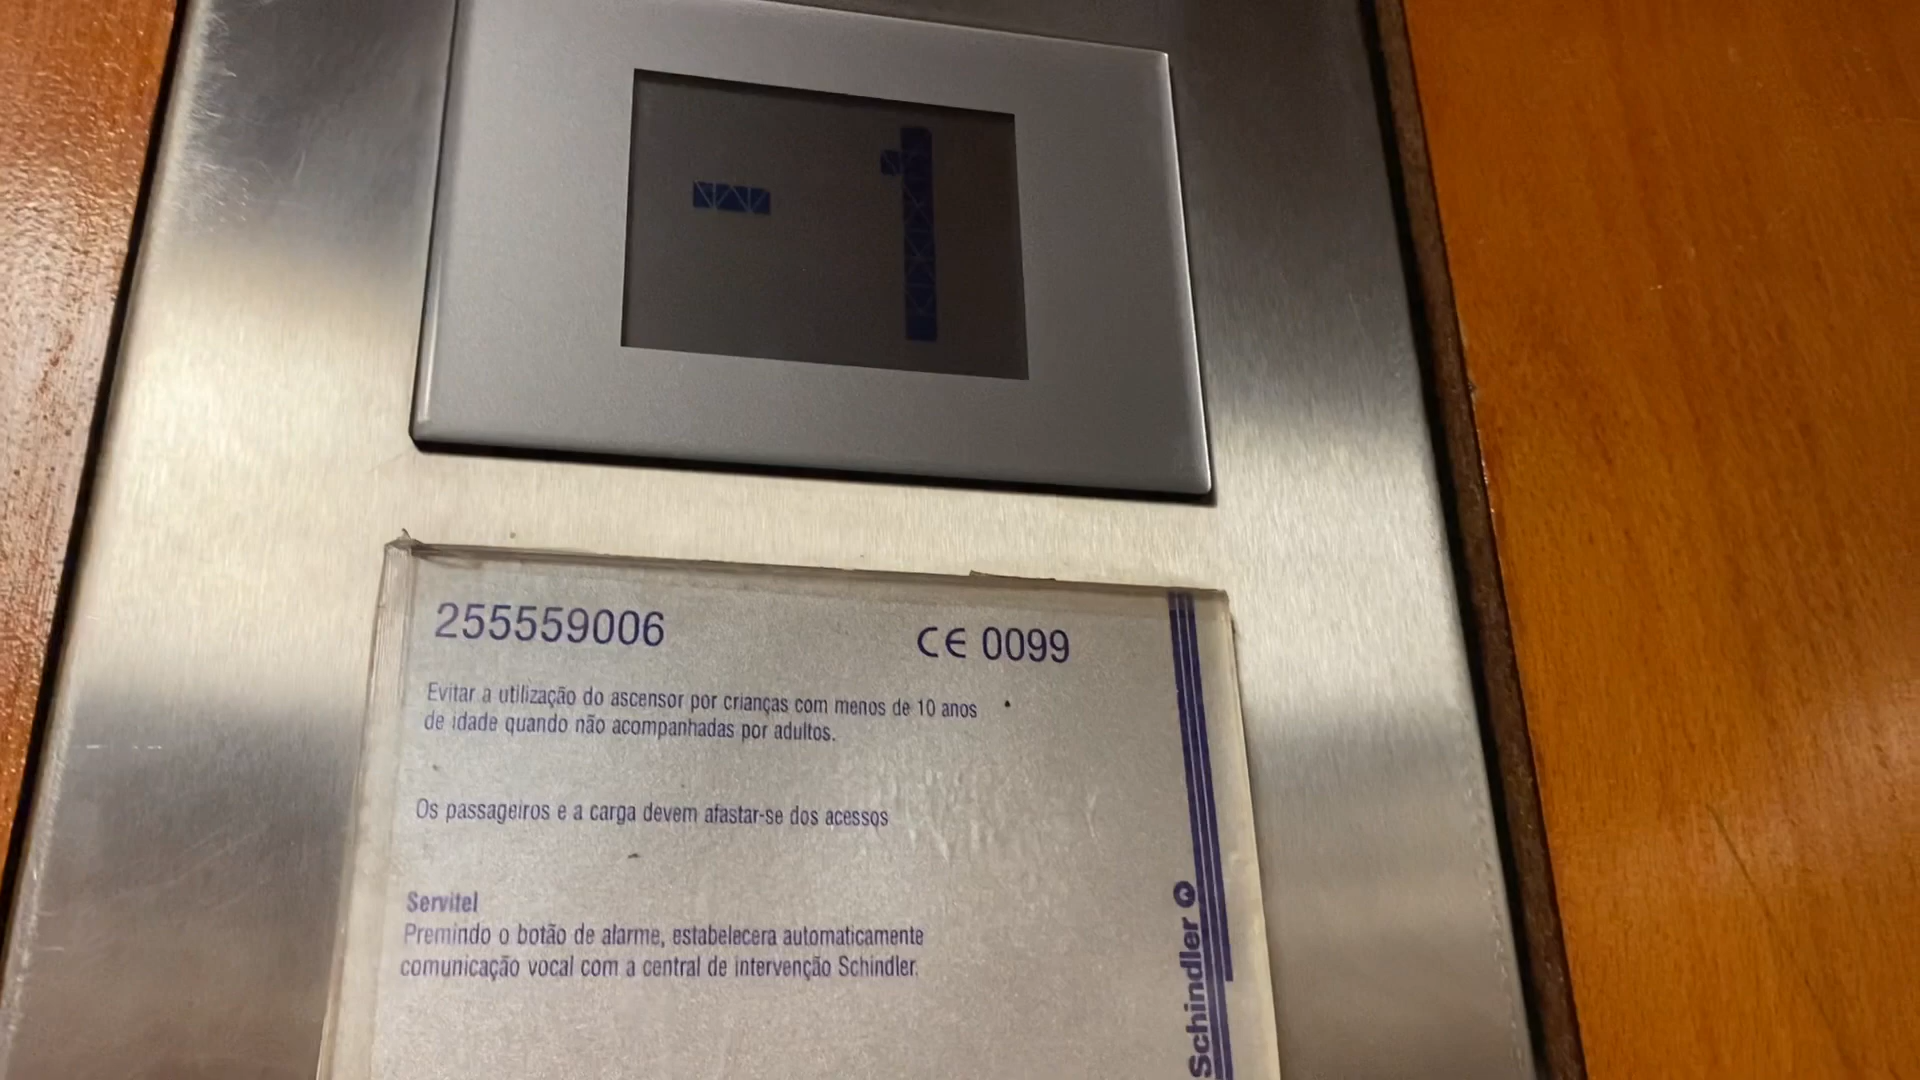 -1
255559006
CE 0099
Evitar a utilização do ascensor por crianças com menos de 10 anos
de idade quando não acompanhadas por adultos.
Os passageiros e a carga devem afastar-se dos acessos
Servitel
Premindo o botão de alarme, estabelecera automaticamente
comunicação vocal com a central de intervenção Schindler.
Schindler